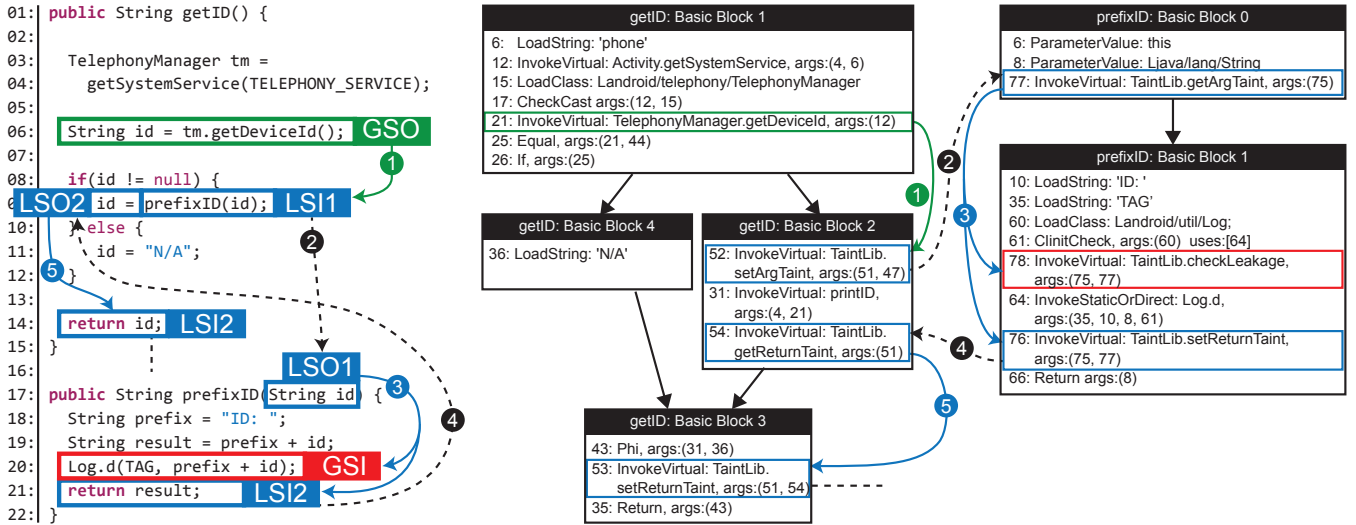 01: public String getID() {
02:
03: TelephonyManager tm =
04: getSystemService(TELEPHONY_SERVICE);
05:
06: String id = tm.getDeviceId(); GSO
1
07:
08: if(id != null) {
LSO2 id = prefixID(id); LSI1
2
10: } else {
11: id = "N/A";
5
12: }
13:
14: return id; LSI2
15: }
16:
LSO1
3
17: public String prefixID(String id) {
18: String prefix = "ID: ";
4
19: String result = prefix + id;
20: Log.d(TAG, prefix + id); GSI
21: return result; LSI2
22: }
getID: Basic Block 1
6: LoadString: 'phone'
12: InvokeVirtual: Activity.getSystemService, args:(4, 6)
15: LoadClass: Landroid/telephony/TelephonyManager
17: CheckCast args:(12, 15)
21: InvokeVirtual: TelephonyManager.getDeviceId, args:(12)
25: Equal, args:(21, 44)
26: If, args:(25)
1
2
getID: Basic Block 4
36: LoadString: 'N/A'
getID: Basic Block 2
52: InvokeVirtual: TaintLib.
setArgTaint, args:(51, 47)
31: InvokeVirtual: printID,
args:(4, 21)
54: InvokeVirtual: TaintLib.
getReturnTaint, args:(51)
4
5
getID: Basic Block 3
43: Phi, args:(31, 36)
53: InvokeVirtual: TaintLib.
setReturnTaint, args:(51, 54)
35: Return, args:(43)
prefixID: Basic Block 0
6: ParameterValue: this
8: ParameterValue: Ljava/lang/String
77: InvokeVirtual: TaintLib.getArgTaint, args:(75)
3
prefixID: Basic Block 1
10: LoadString: 'ID: '
35: LoadString: 'TAG'
60: LoadClass: Landroid/util/Log;
61: ClinitCheck, args:(60) uses:[64]
78: InvokeVirtual: TaintLib.checkLeakage,
args:(75, 77)
64: InvokeStaticOrDirect: Log.d,
args:(35, 10, 8, 61)
76: InvokeVirtual: TaintLib.setReturnTaint,
args:(75, 77)
66: Return args:(8)